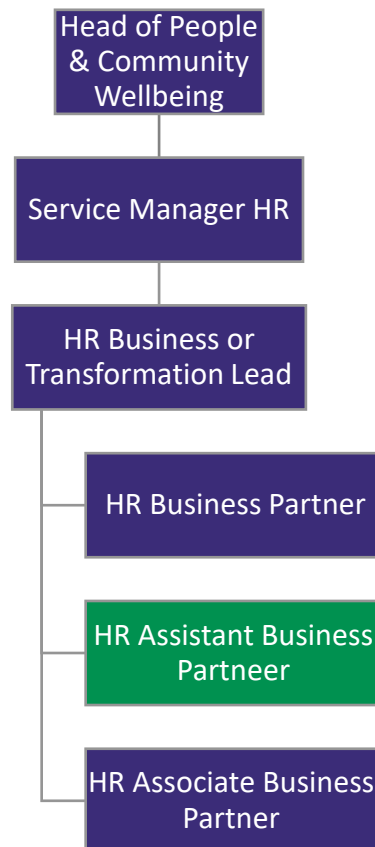 Head of People
& Community
Wellbeing
Service Manager HR
HR Business or
Transformation Lead
HR Business Partner
HR Assistant Business
Partneer
HR Associate Business
Partner